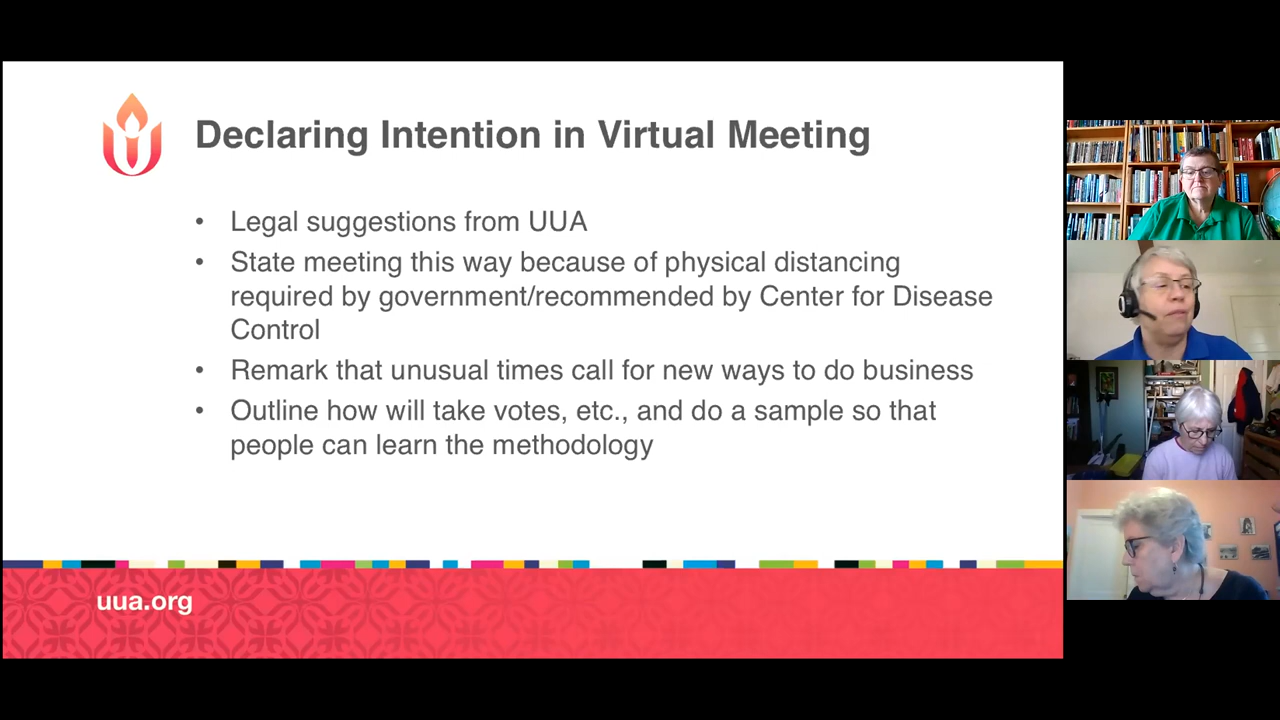 Declaring Intention in Virtual Meeting
• Legal suggestions from UUA
• State meeting this way because of physical distancing
required by government/recommended by Center for Disease
Control
• Remark that unusual times call for new ways to do business
• Outline how will take votes, etc., and do a sample so that
people can learn the methodology
uua.org